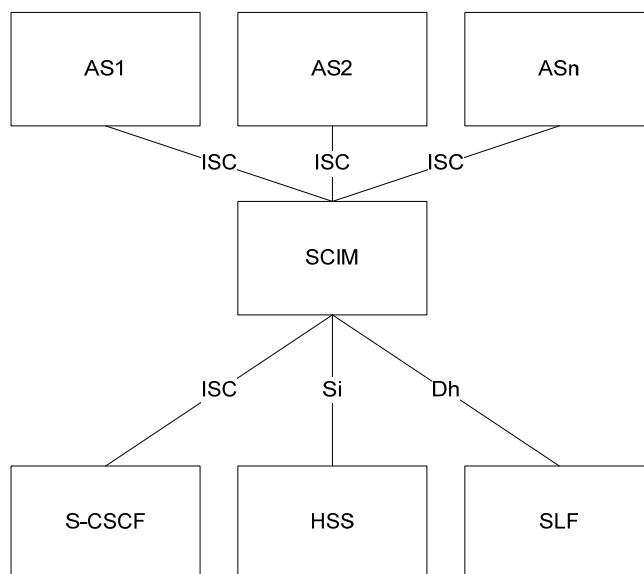 AS1
AS2
ASn
ISC
ISC
ISC
SCIM
ISC
Si
Dh
S-CSCF
HSS
SLF